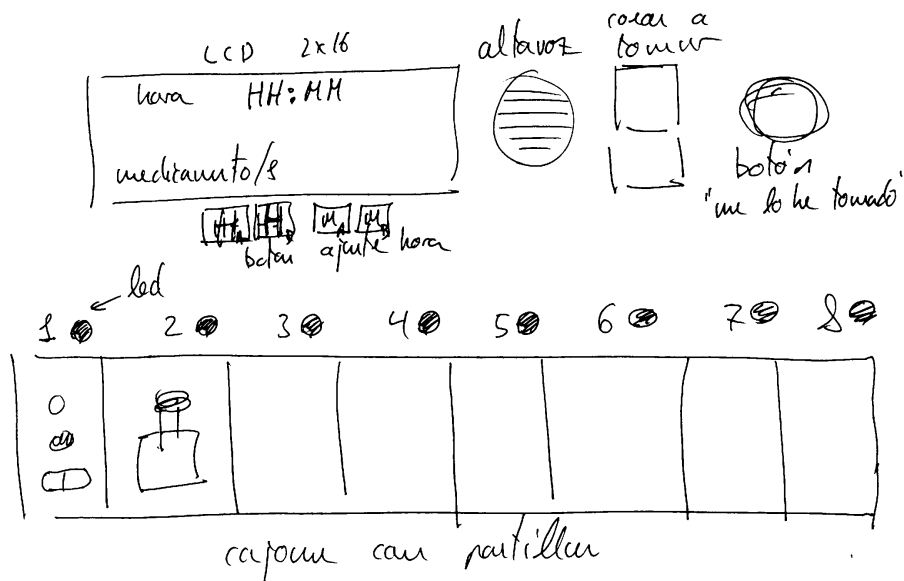 LCD 2x16
altavoz
cosas a
tomar
hora HH:MM
medicamento/s
botón
"me lo he tomado"
H H M M
boton ajuste hora
led
1 2 3 4 5 6 7 8
cajones con pastillas